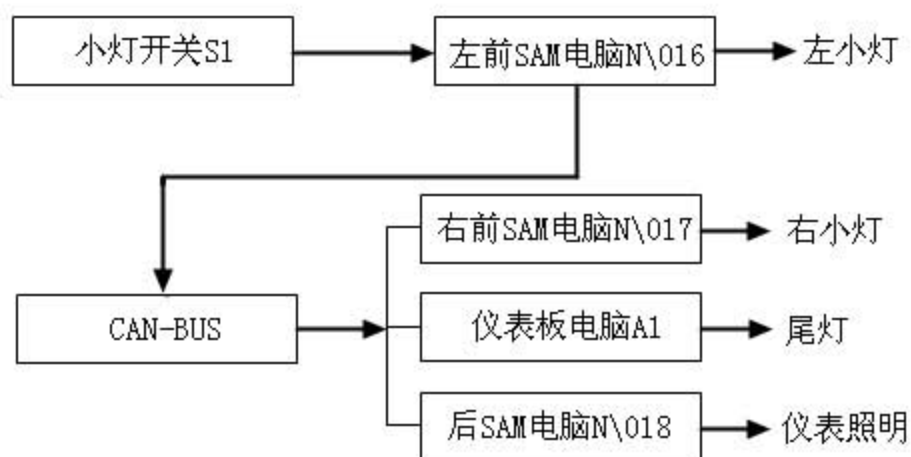 小灯开关S1
左前SAM电脑N\016
左小灯
右前SAM电脑N\017
右小灯
CAN-BUS
仪表板电脑A1
尾灯
后SAM电脑N\018
仪表照明